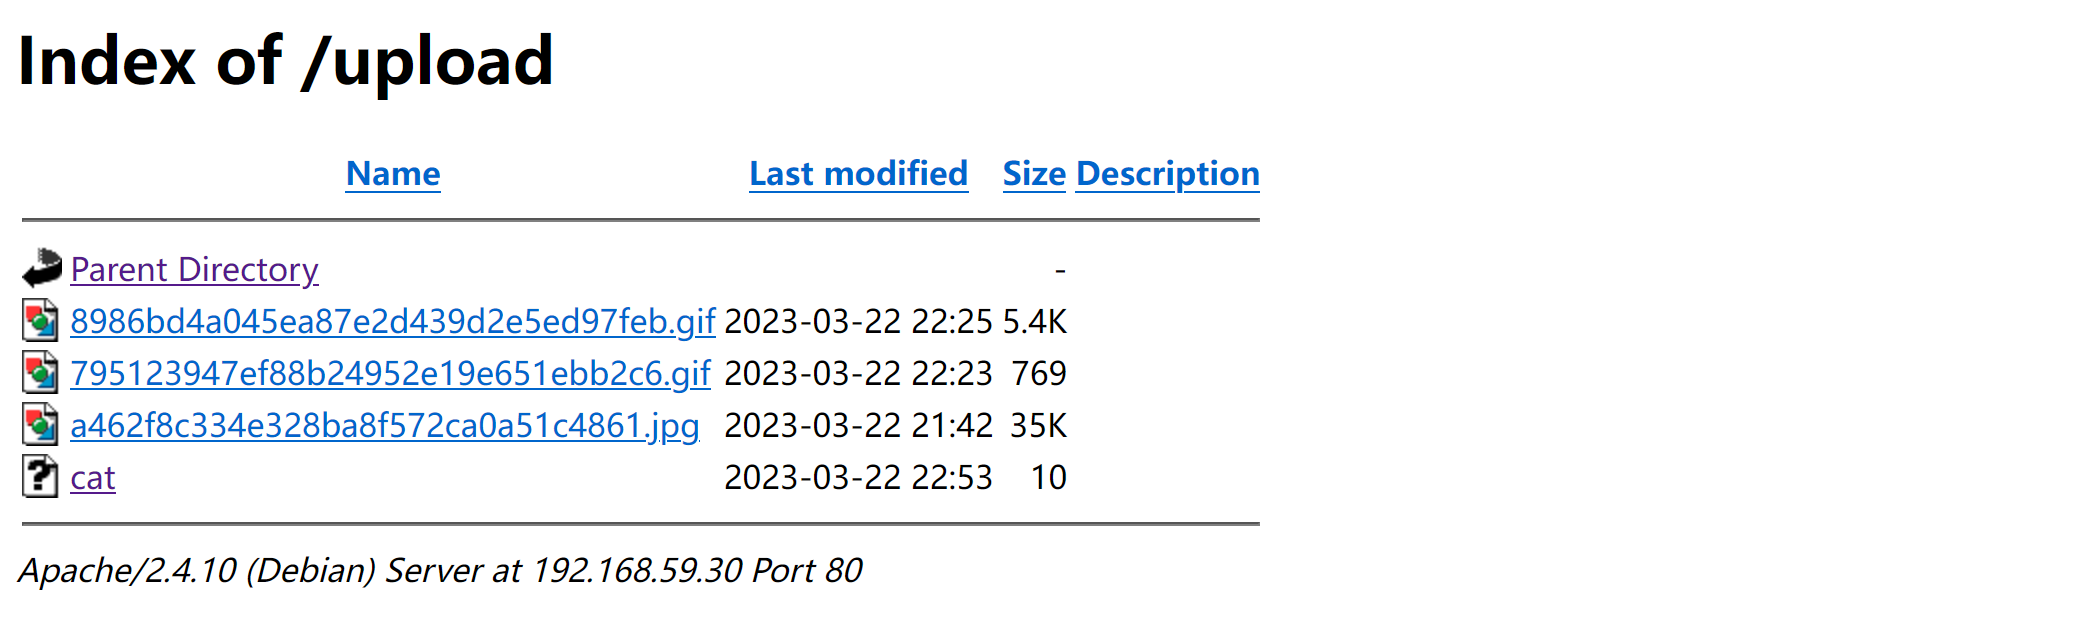 Index of /upload
Name Last modified Size Description
Parent Directory -
8986bd4a045ea87e2d439d2e5ed97feb.gif 2023-03-22 22:25 5.4K
795123947ef88b24952e19e651ebb2c6.gif 2023-03-22 22:23 769
a462f8c334e328ba8f572ca0a51c4861.jpg 2023-03-22 21:42 35K
cat 2023-03-22 22:53 10
Apache/2.4.10 (Debian) Server at 192.168.59.30 Port 80